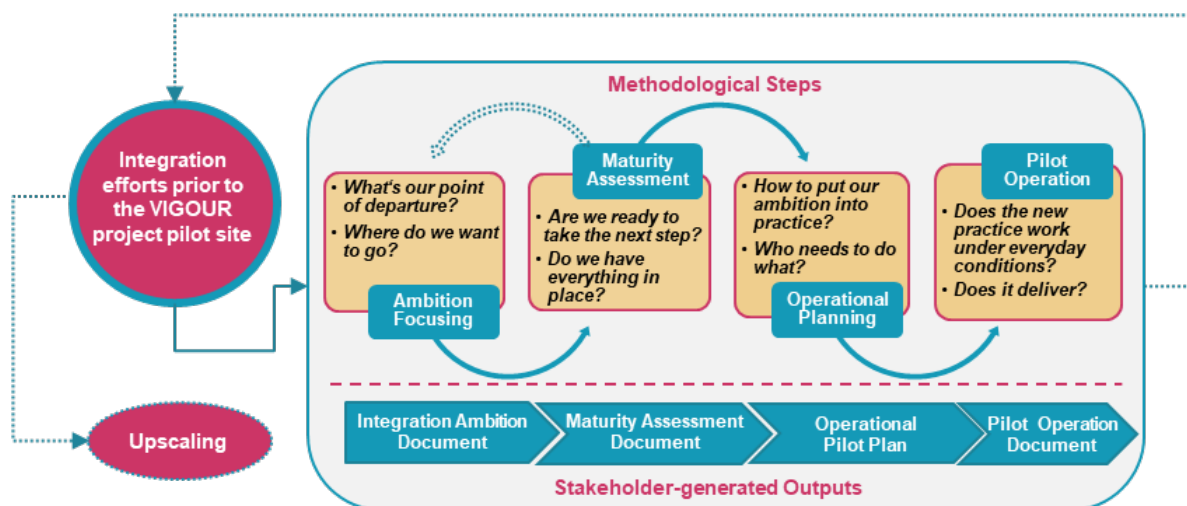 Methodological Steps
Integration
efforts prior to
the VIGOUR
project pilot site
• What's our point
of departure?
• Where do we want
to go?
Ambition
Focusing
Maturity
Assessment
• Are we ready to
take the next step?
• Do we have
everything in
place?
• How to put our
ambition into
practice?
• Who needs to do
what?
Operational
Planning
Pilot
Operation
• Does the new
practice work
under everyday
conditions?
• Does it deliver?
Upscaling
Integration Ambition
Document
Maturity Assessment
Document
Operational
Pilot Plan
Pilot Operation
Document
Stakeholder-generated Outputs